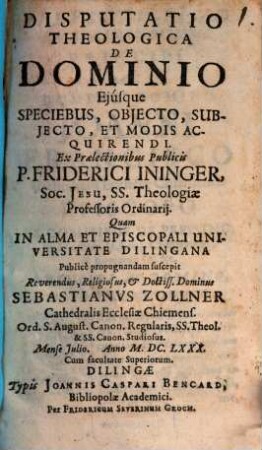 1.
DISPUTATIO
THEOLOGICA
DE
DOMINIO
Ejúsque
SPECIEBUS, OBJECTO, SUB-
JECTO, ET MODIS AC-
QUIRENDI.
Ex Prælectionibus Publicis
P. FRIDERICI ININGER,
Soc. Jesu, SS. Theologiæ
Professoris Ordinarij.
Quam
IN ALMA ET EPISCOPALI UNI-
VERSITATE DILINGANA
Publicè propugnandam suscepit
Reverendus, Religiosus, & Doctiss. Dominus
SEBASTIANVS ZOLLNER
Cathedralis Ecclesiæ Chiemens.
Ord. S. August. Canon. Regularis, SS. Theol.
& SS. Canon. Studiosus.
Mense Julio. Anno M. DC. LXXX.
Cum facultate Superiorum.
DILINGÆ
Typis JOANNIS CASPARI BENCARD,
Bibliopolæ Academici.
Per FRIDERICUM SEVERINUM GROCH.